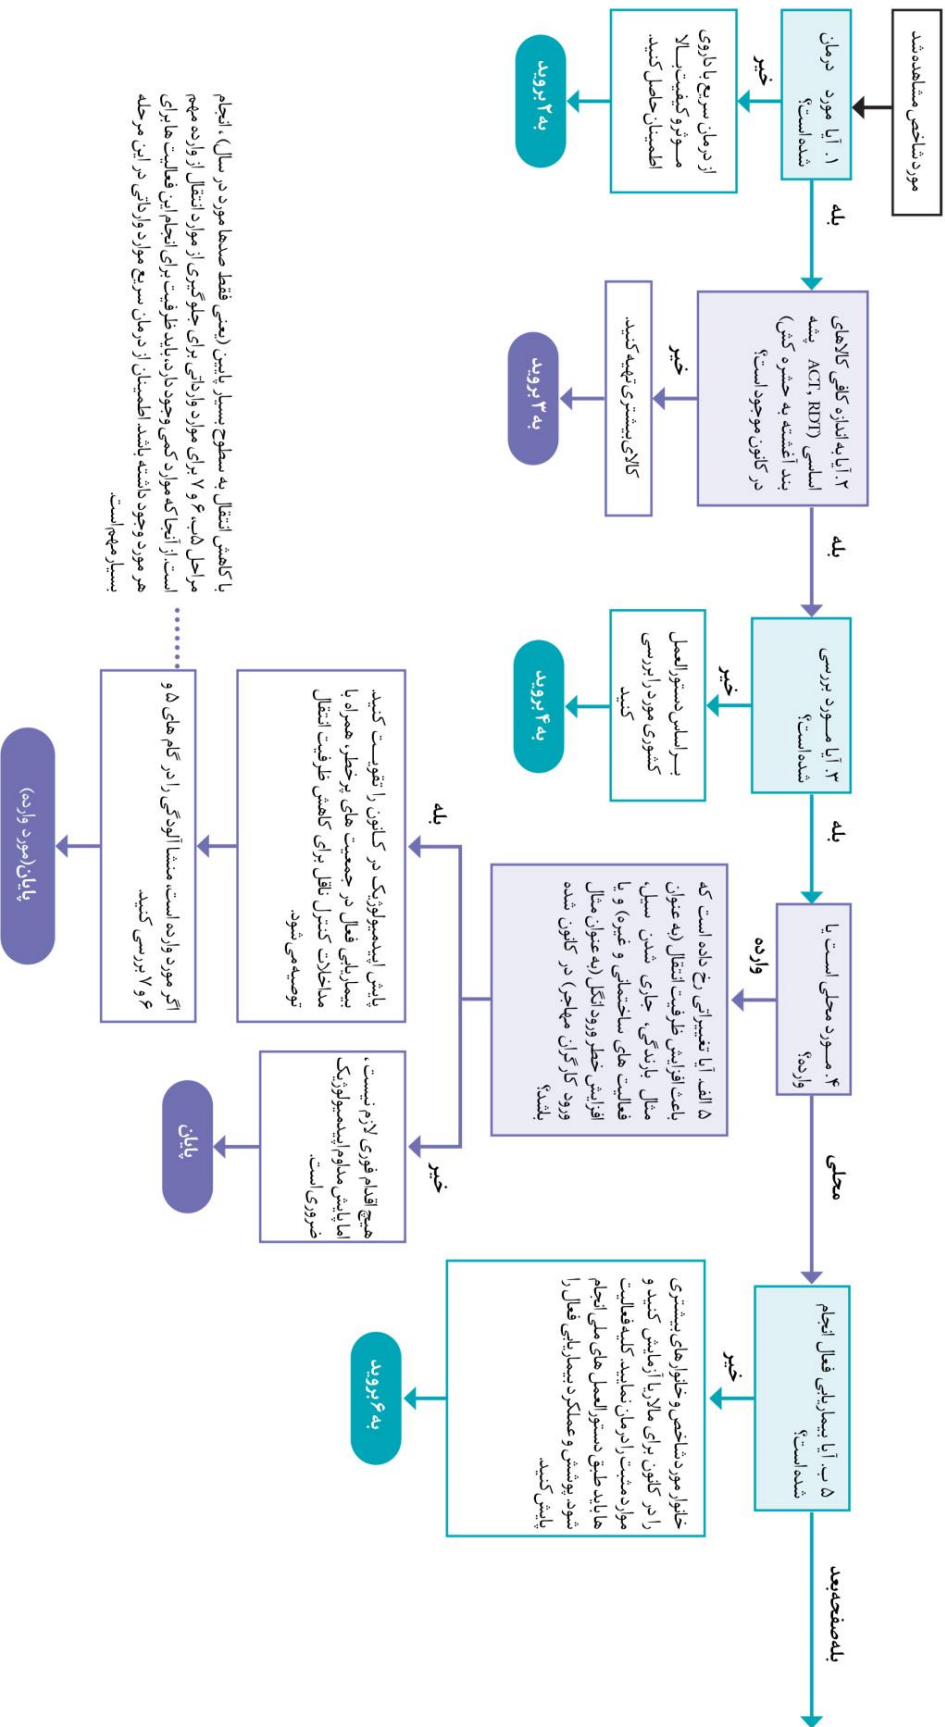 مورد شاخص مشاهده شد
۱. آیا مورد درمان
شده است؟
خیر
از درمان سریع با داروی
موثر و کیفیت بالا
اطمینان حاصل کنید.
به ۲ بروید
بله
۲. آیا به اندازه کافی کالاهای
اساسی (ACT, RDT پشه
بند آغشته به حشره کش)
در کانون موجود است؟
خیر
کالای بیشتری تهیه کنید.
به ۳ بروید
بله
۳. آیا مورد بررسی
شده است؟
خیر
بر اساس دستورالعمل
کشوری مورد را بررسی
کنید
به ۴ بروید
بله
۴. مورد محلی است یا
وارده؟
وارده
۵ الف. آیا تغییراتی رخ داده است که
باعث افزایش ظرفیت انتقال (به عنوان
مثال بارندگی، جاری شدن سیل،
فعالیت های ساختمانی و غیره) و یا
افزایش خطر ورود انگل (به عنوان مثال
ورود کارگران مهاجر) در کانون شده
باشد؟
بله
پایش اپیدمیولوژیک در کانون را تقویت کنید.
بیماریابی فعال در جمعیت های پرخطر، همراه با
مداخلات کنترل ناقل برای کاهش ظرفیت انتقال
توصیه می شود.
اگر مورد وارده است، منشا آلودگی را در گام های ۵ و
۶ و ۷ بررسی کنید.
پایان (مورد وارده)
با کاهش انتقال به سطوح بسیار پایین (یعنی فقط صدها مورد در سال)، انجام
مراحل ۵ب، ۶ و ۷ برای موارد وارداتی برای جلوگیری از موارد انتقال از وارده مهم
است. از آنجا که موارد کمی وجود دارد، باید ظرفیت برای انجام این فعالیت ها برای
هر مورد وجود داشته باشد. اطمینان از درمان سریع موارد وارداتی در این مرحله
بسیار مهم است.
خیر
هیچ اقدام فوری لازم نیست،
اما پایش مداوم اپیدمیولوژیک
ضروری است.
پایان
محلی
۵ ب. آیا بیماریابی فعال انجام
شده است؟
خیر
خانوار مورد شاخص و خانوارهای بیشتری
را در کانون برای مالاریا آزمایش کنید و
موارد مثبت را درمان نمایید. کلیه فعالیت
ها باید طبق دستورالعمل های ملی انجام
شود. پوشش و عملکرد بیماریابی فعال را
پایش کنید.
به ۶ بروید
بله صفحه بعد